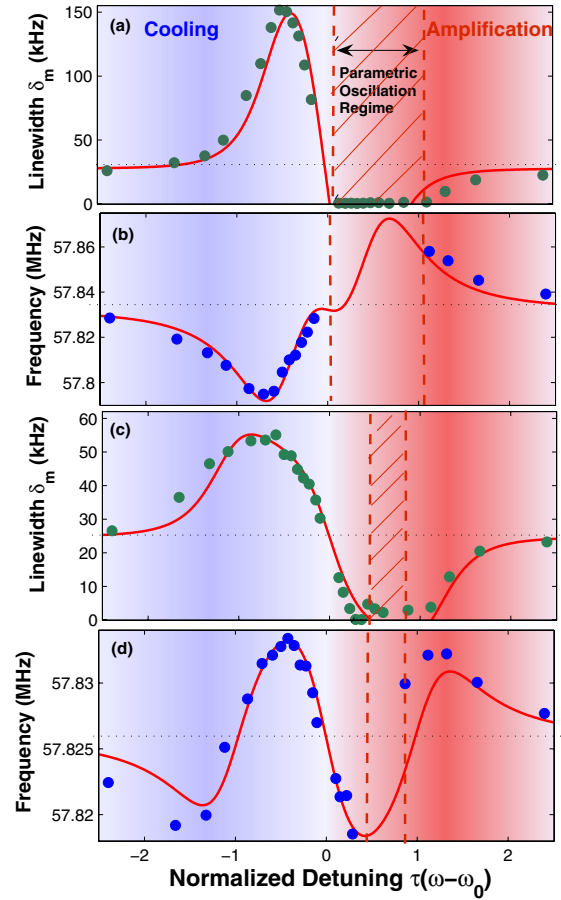 (a) Cooling Amplification
Parametric
Oscillation
Regime
150
100
50
0
Linewidth δm (kHz)
(b)
57.86
57.84
57.82
57.8
Frequency (MHz)
(c)
60
50
40
30
20
10
0
Linewidth δm (kHz)
(d)
57.83
57.825
57.82
Frequency (MHz)
−2 −1 0 1 2
Normalized Detuning τ(ω−ω0)